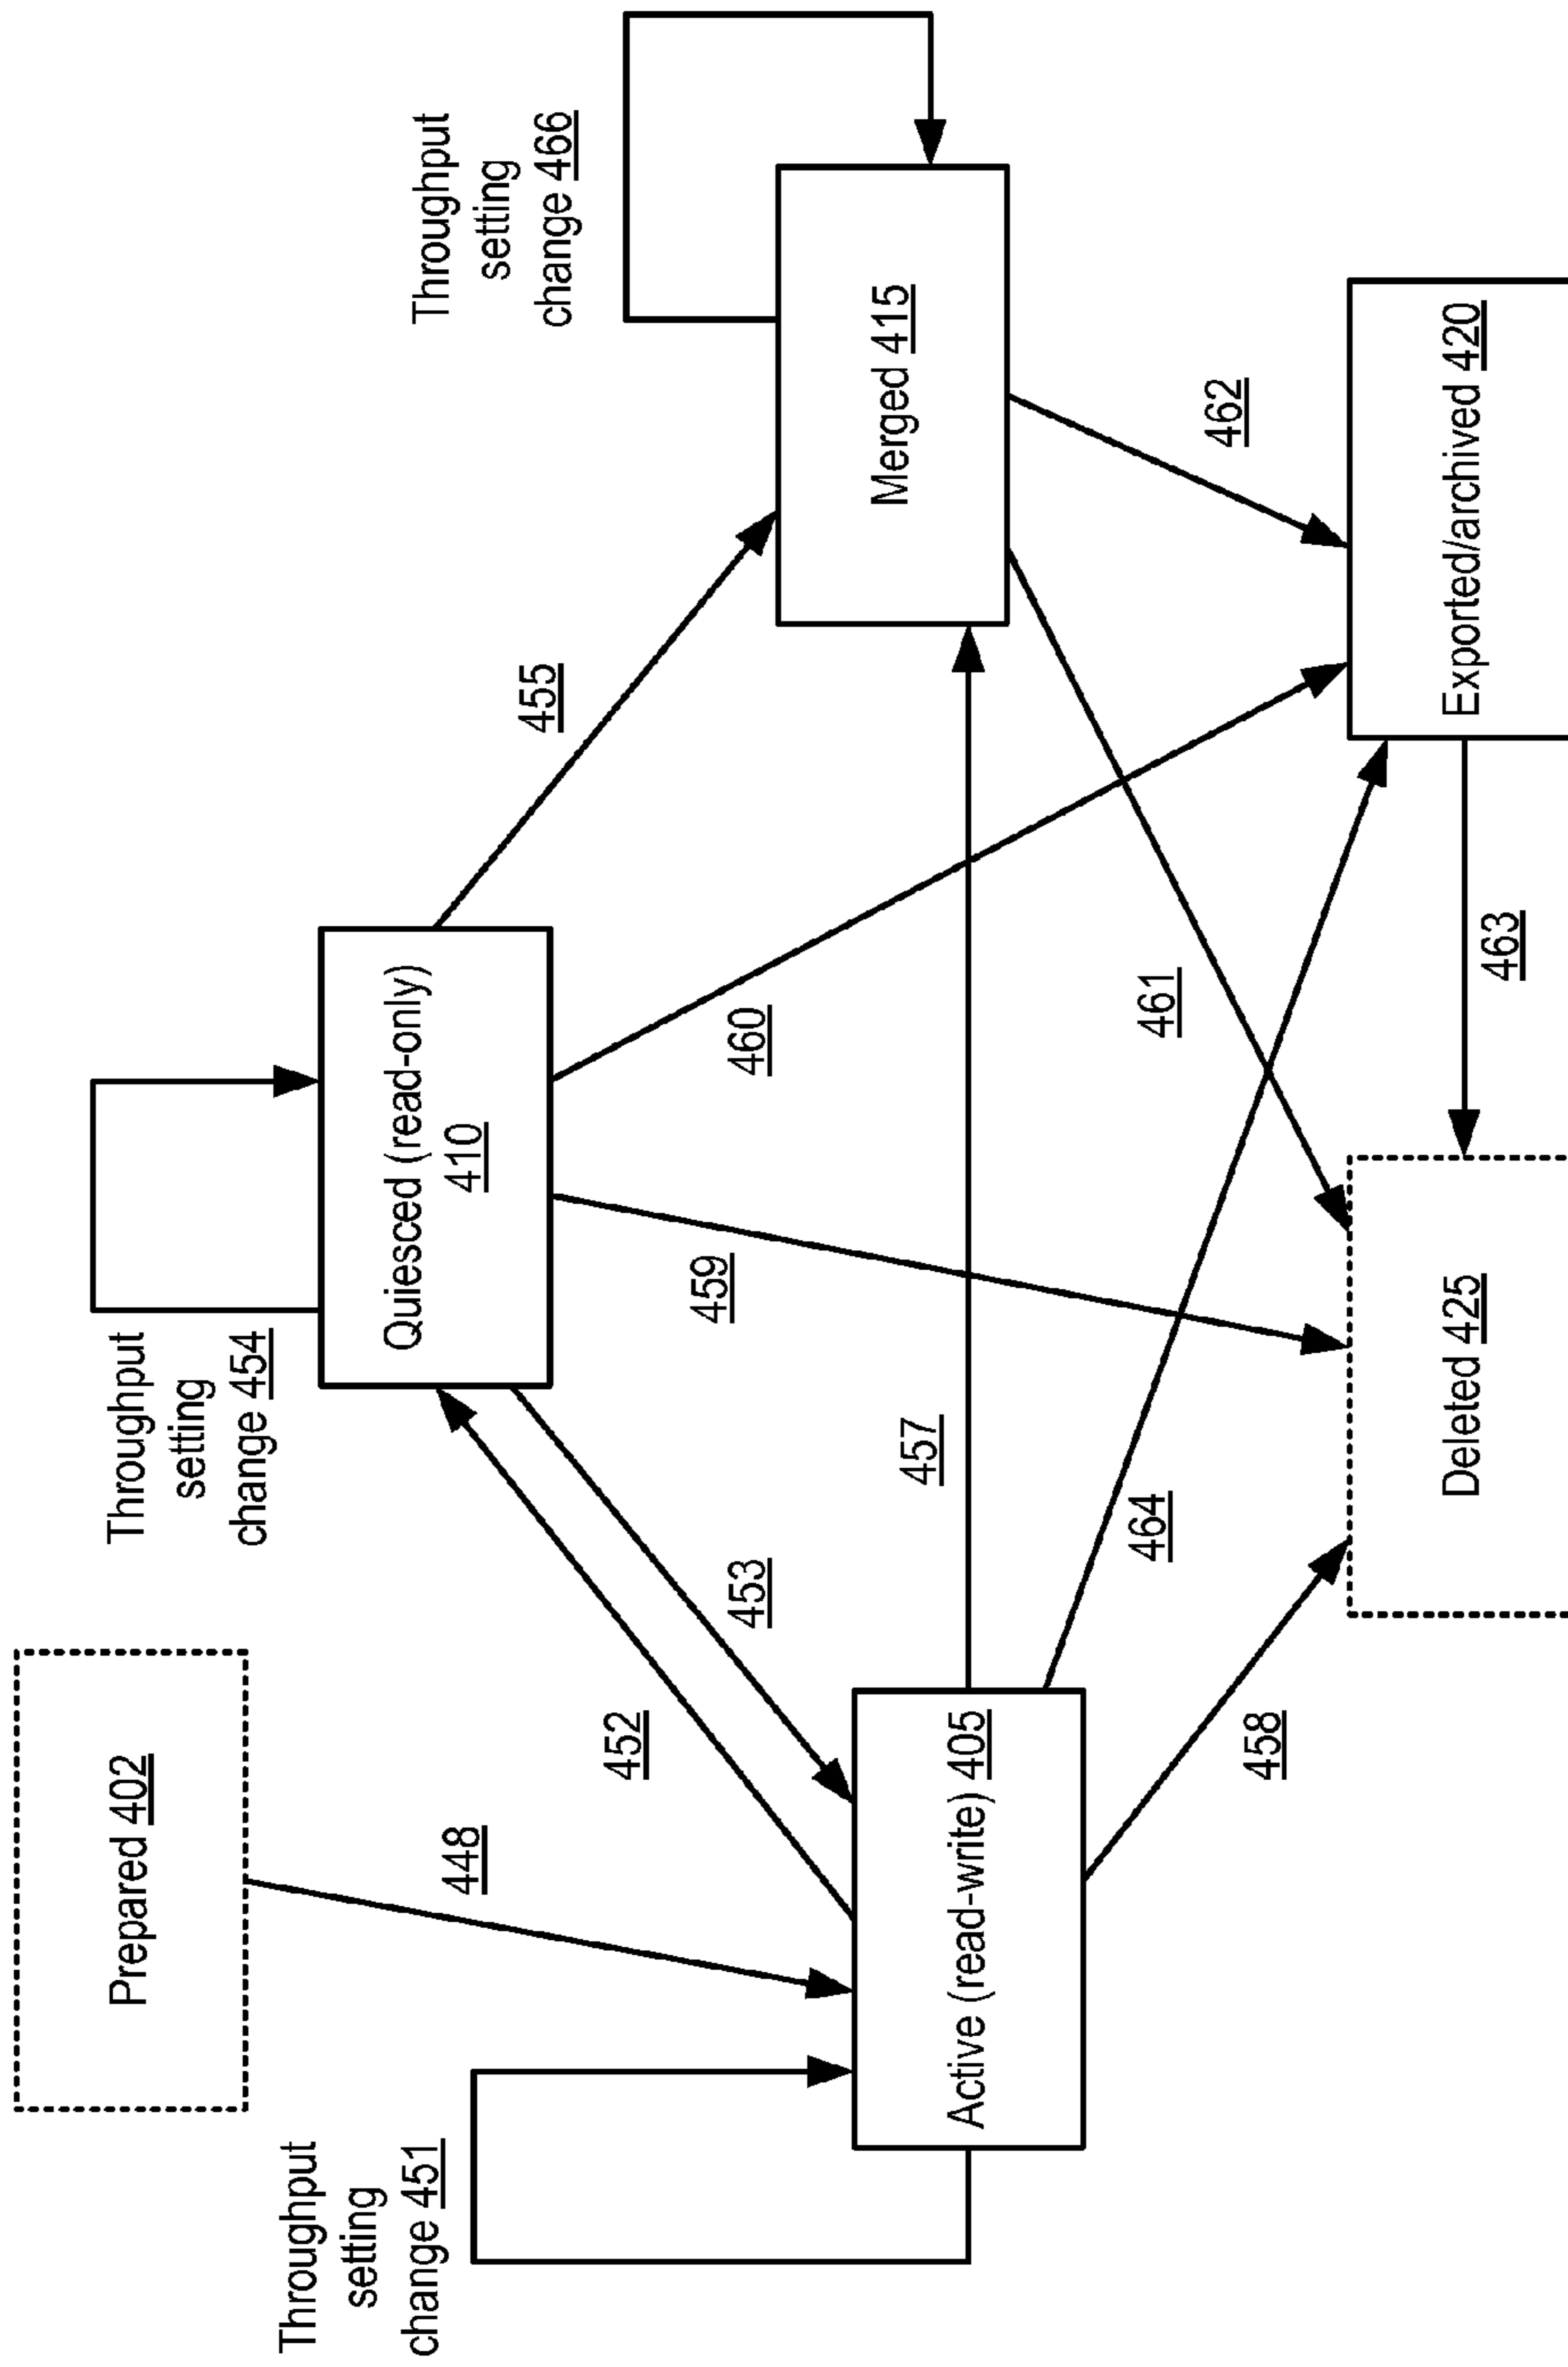 Prepared 402
Throughput
setting
change 454
Throughput
setting
change 451
448
452
453
Quiesced (read-only)
410
455
Throughput
setting
change 466
Active (read-write) 405
457
459
460
Merged 415
458
464
461
462
Deleted 425
463
Exported/archived 420